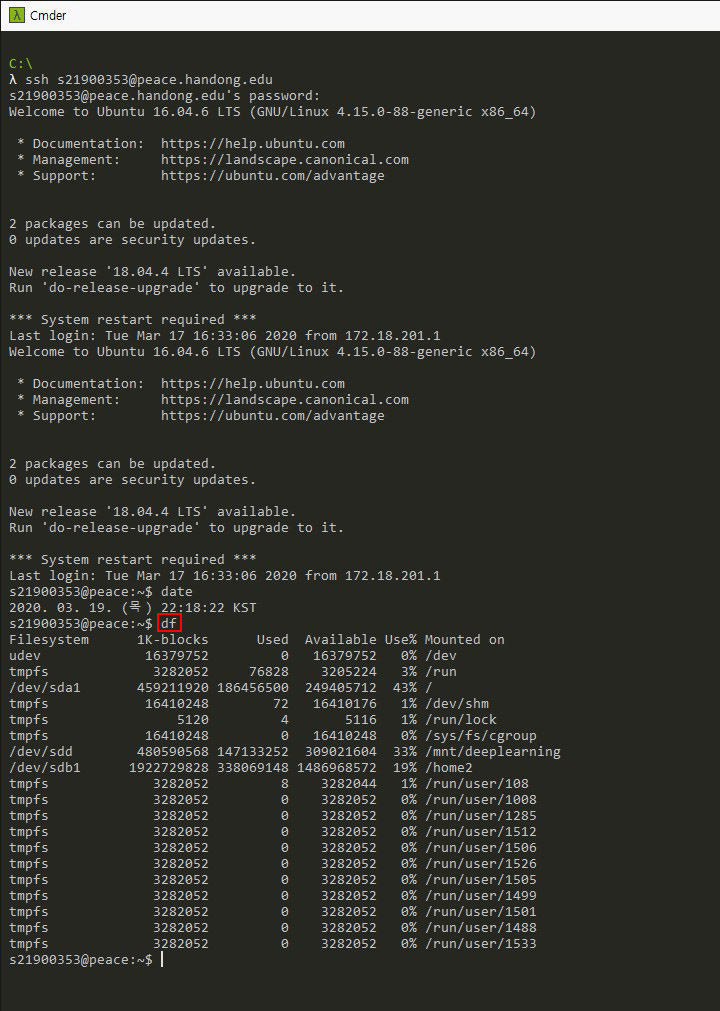 Cmder
C:\
λ ssh s21900353@peace.handong.edu
s21900353@peace.handong.edu's password:
Welcome to Ubuntu 16.04.6 LTS (GNU/Linux 4.15.0-88-generic x86_64)
 * Documentation:  https://help.ubuntu.com
 * Management:     https://landscape.canonical.com
 * Support:        https://ubuntu.com/advantage
2 packages can be updated.
0 updates are security updates.
New release '18.04.4 LTS' available.
Run 'do-release-upgrade' to upgrade to it.
*** System restart required ***
Last login: Tue Mar 17 16:33:06 2020 from 172.18.201.1
Welcome to Ubuntu 16.04.6 LTS (GNU/Linux 4.15.0-88-generic x86_64)
 * Documentation:  https://help.ubuntu.com
 * Management:     https://landscape.canonical.com
 * Support:        https://ubuntu.com/advantage
2 packages can be updated.
0 updates are security updates.
New release '18.04.4 LTS' available.
Run 'do-release-upgrade' to upgrade to it.
*** System restart required ***
Last login: Tue Mar 17 16:33:06 2020 from 172.18.201.1
s21900353@peace:~$ date
2020. 03. 19. (목) 22:18:22 KST
s21900353@peace:~$ df
Filesystem      1K-blocks      Used  Available Use% Mounted on
udev             16379752         0   16379752   0% /dev
tmpfs             3282052     76828    3205224   3% /run
/dev/sda1       459211920 186456500  249405712  43% /
tmpfs            16410248        72   16410176   1% /dev/shm
tmpfs                5120         4       5116   1% /run/lock
tmpfs            16410248         0   16410248   0% /sys/fs/cgroup
/dev/sdd        480590568 147133252  309021604  33% /mnt/deeplearning
/dev/sdb1      1922729828 338069148 1486968572  19% /home2
tmpfs             3282052         8    3282044   1% /run/user/108
tmpfs             3282052         0    3282052   0% /run/user/1008
tmpfs             3282052         0    3282052   0% /run/user/1285
tmpfs             3282052         0    3282052   0% /run/user/1512
tmpfs             3282052         0    3282052   0% /run/user/1506
tmpfs             3282052         0    3282052   0% /run/user/1526
tmpfs             3282052         0    3282052   0% /run/user/1505
tmpfs             3282052         0    3282052   0% /run/user/1499
tmpfs             3282052         0    3282052   0% /run/user/1501
tmpfs             3282052         0    3282052   0% /run/user/1488
tmpfs             3282052         0    3282052   0% /run/user/1533
s21900353@peace:~$